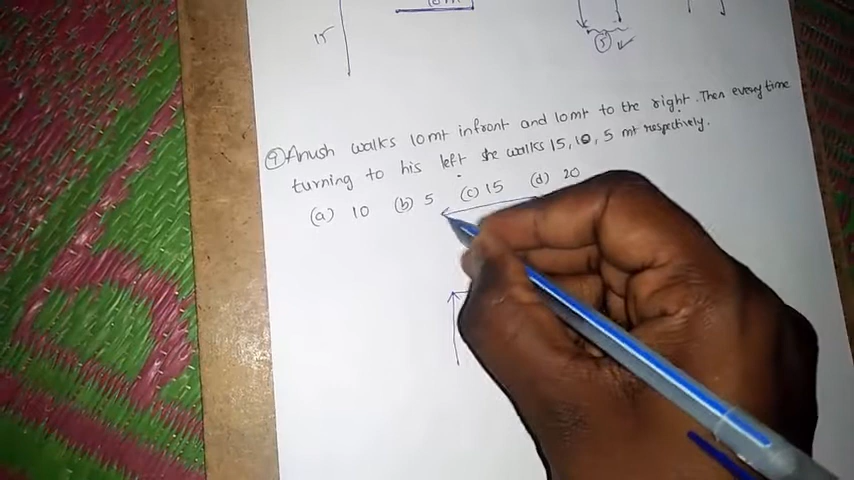 15
5
9 Anush walks 10mt infront and 10mt to the right. Then every time
turning to his left she walks 15, 10, 5 mt respectively.
(a) 10 (b) 5 (c) 15 (d) 20